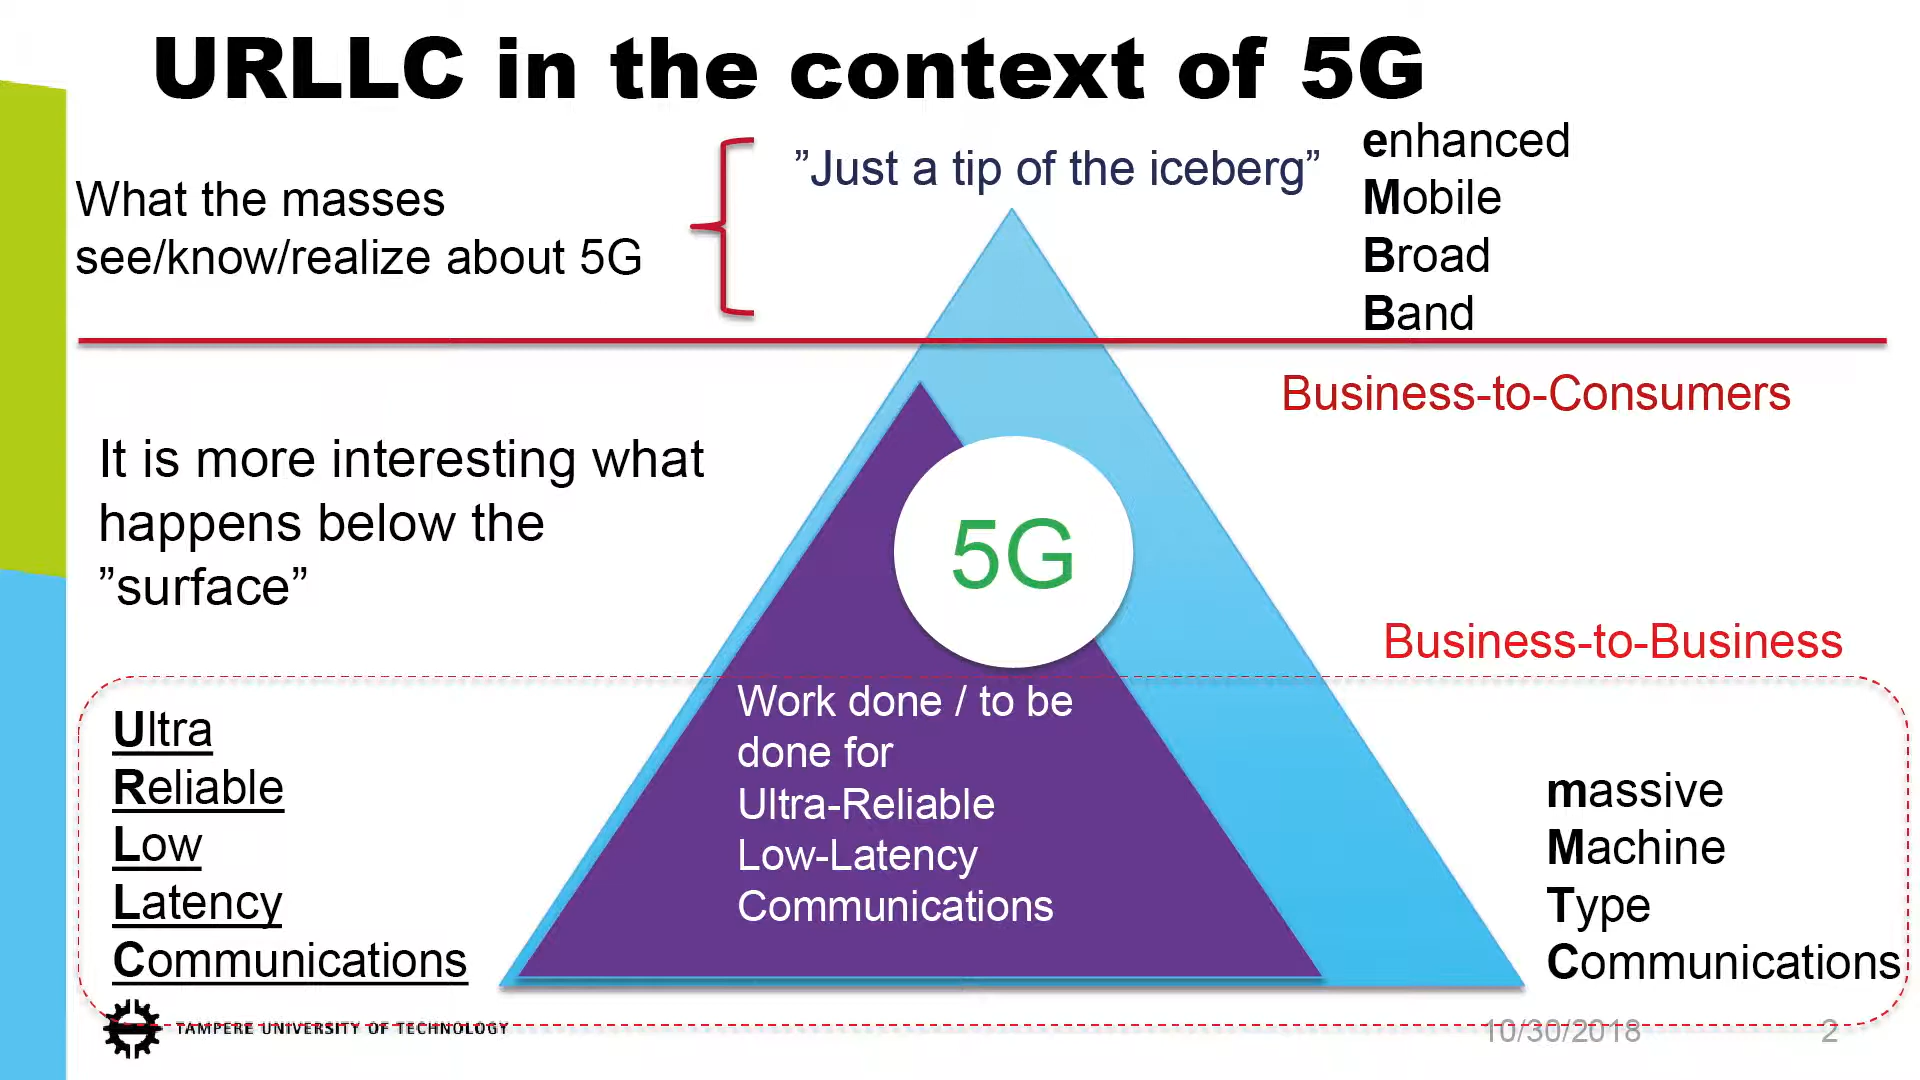 URLLC in the context of 5G
What the masses
see/know/realize about 5G
”Just a tip of the iceberg”
enhanced
Mobile
Broad
Band
Business-to-Consumers
It is more interesting what
happens below the
”surface”
5G
Business-to-Business
Ultra
Reliable
Low
Latency
Communications
Work done / to be
done for
Ultra-Reliable
Low-Latency
Communications
massive
Machine
Type
Communications
TAMPERE UNIVERSITY OF TECHNOLOGY
10/30/2018
2